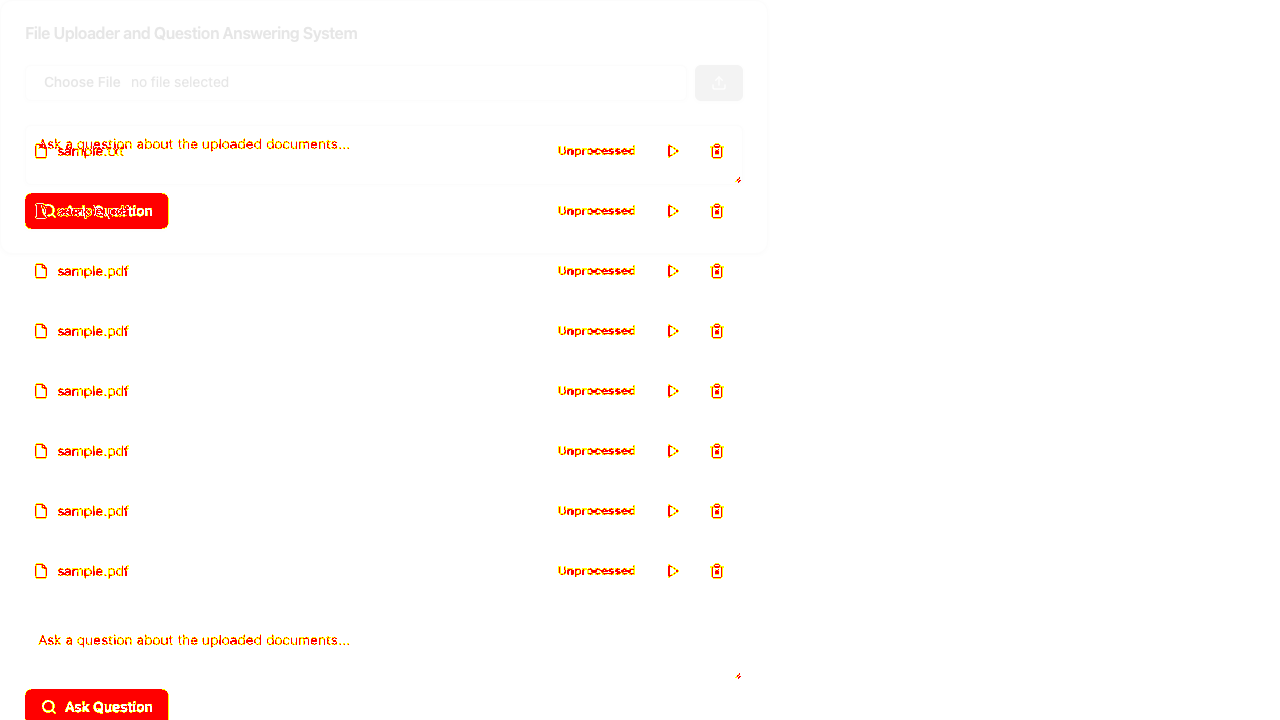 File Uploader and Question Answering System
Choose File no file selected
Ask a question about the uploaded documents...
sample.txt Unprocessed
Ask Question
Unprocessed
sample.pdf Unprocessed
sample.pdf Unprocessed
sample.pdf Unprocessed
sample.pdf Unprocessed
sample.pdf Unprocessed
sample.pdf Unprocessed
Ask a question about the uploaded documents...
Ask Question